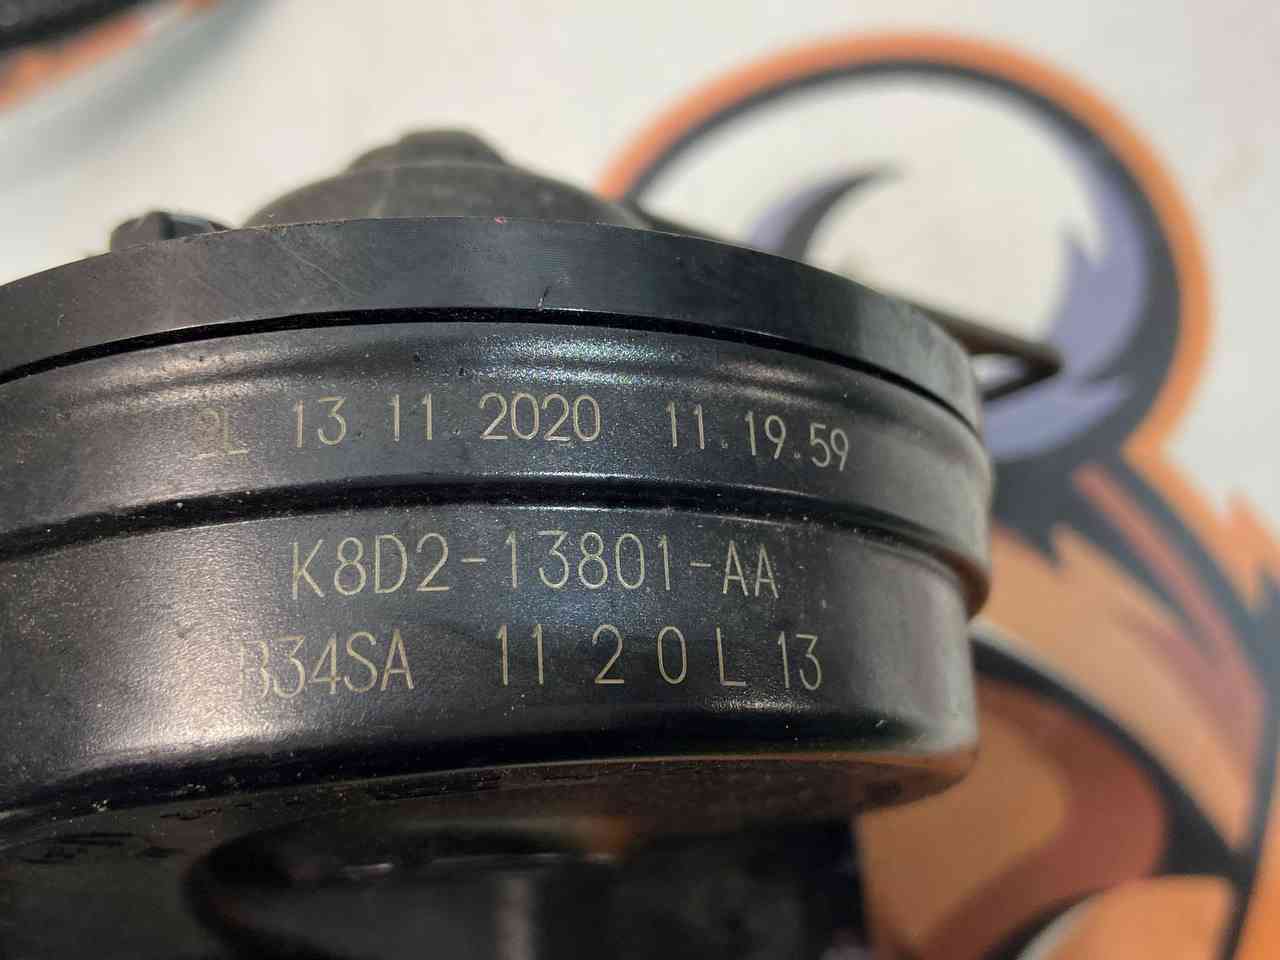 2L 13 11 2020 11.19.59
K8D2-13801-AA
B34SA 11 2 0 L 13